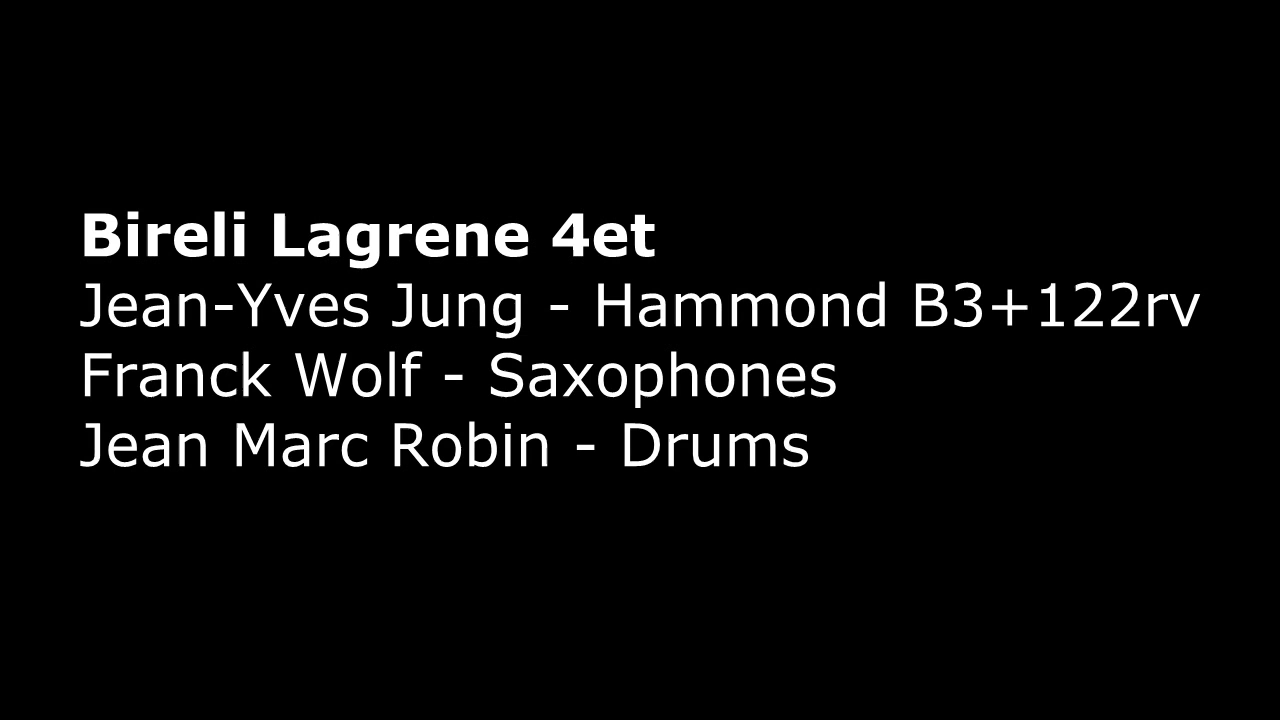 Bireli Lagrene 4et
Jean-Yves Jung - Hammond B3+122rv
Franck Wolf - Saxophones
Jean Marc Robin - Drums